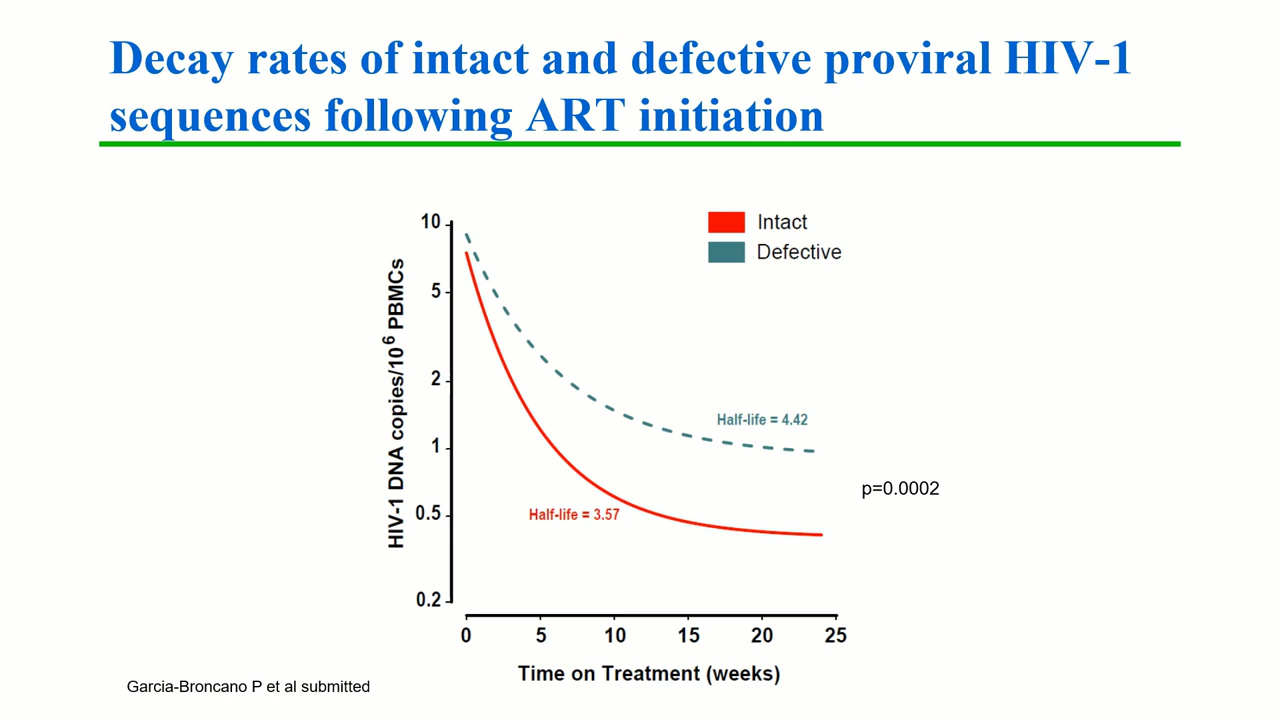 Decay rates of intact and defective proviral HIV-1
sequences following ART initiation
Intact
Defective
10
5
2
1
0.5
0.2
HIV-1 DNA copies/10⁶ PBMCs
Half-life = 4.42
Half-life = 3.57
p=0.0002
0 5 10 15 20 25
Time on Treatment (weeks)
Garcia-Broncano P et al submitted